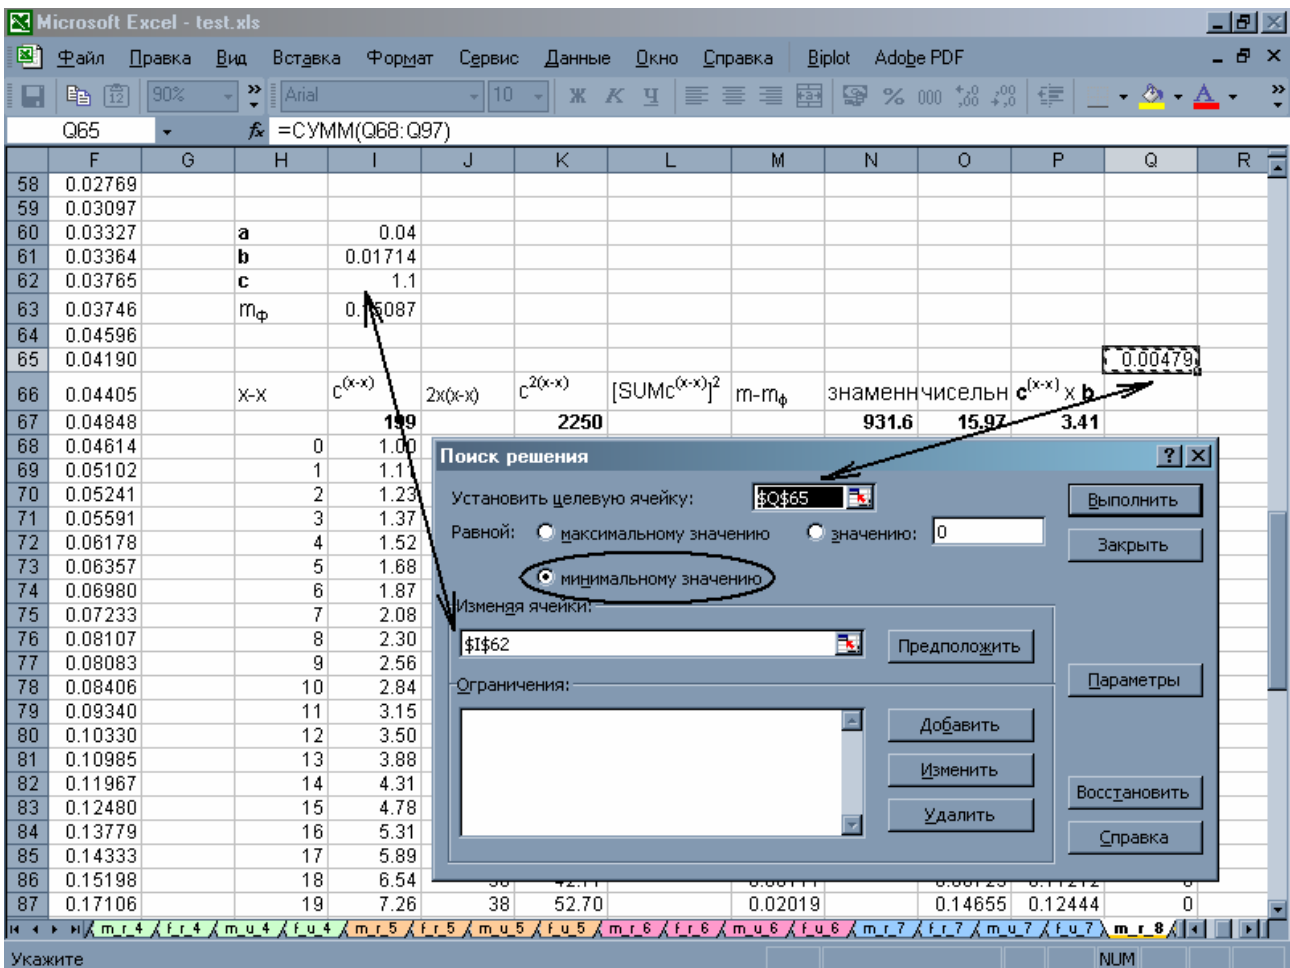 Microsoft Excel - test.xls
Файл Правка Вид Вставка Формат Сервис Данные Окно Справка Biplot Adobe PDF
90% Arial 10 Ж К Ч % 000
Q65 fx =СУММ(Q68:Q97)
F G H I J K L M N O P Q R
58 0.02769
59 0.03097
60 0.03327 a 0.04
61 0.03364 b 0.01714
62 0.03765 c 1.1
63 0.03746 mф 0.15087
64 0.04596
65 0.04190 0.00479
66 0.04405 x-x c(x-x) 2x(x-x) c2(x-x) [SUMc(x-x)]2 m-mф знаменн чисельн c(x-x) x b
67 0.04848 199 2250 931.6 15.97 3.41
68 0.04614 0 1.00
69 0.05102 1 1.11
70 0.05241 2 1.23
71 0.05591 3 1.37
72 0.06178 4 1.52
73 0.06357 5 1.68
74 0.06980 6 1.87
75 0.07233 7 2.08
76 0.08107 8 2.30
77 0.08083 9 2.56
78 0.08406 10 2.84
79 0.09340 11 3.15
80 0.10330 12 3.50
81 0.10985 13 3.88
82 0.11967 14 4.31
83 0.12480 15 4.78
84 0.13779 16 5.31
85 0.14333 17 5.89
86 0.15198 18 6.54
87 0.17106 19 7.26 38 52.70 0.02019 0.14655 0.12444 0
Поиск решения
Установить целевую ячейку: $Q$65 Выполнить
Равной: максимальному значению значению: 0 Закрыть
минимальному значению
Изменяя ячейки:
$I$62 Предположить
Ограничения: Параметры
Добавить
Изменить
Восстановить
Удалить
Справка
m_r_4 f_r_4 m_u_4 f_u_4 m_r_5 f_r_5 m_u_5 f_u_5 m_r_6 f_r_6 m_u_6 f_u_6 m_r_7 f_r_7 m_u_7 f_u_7 m_r_8
Укажите NUM